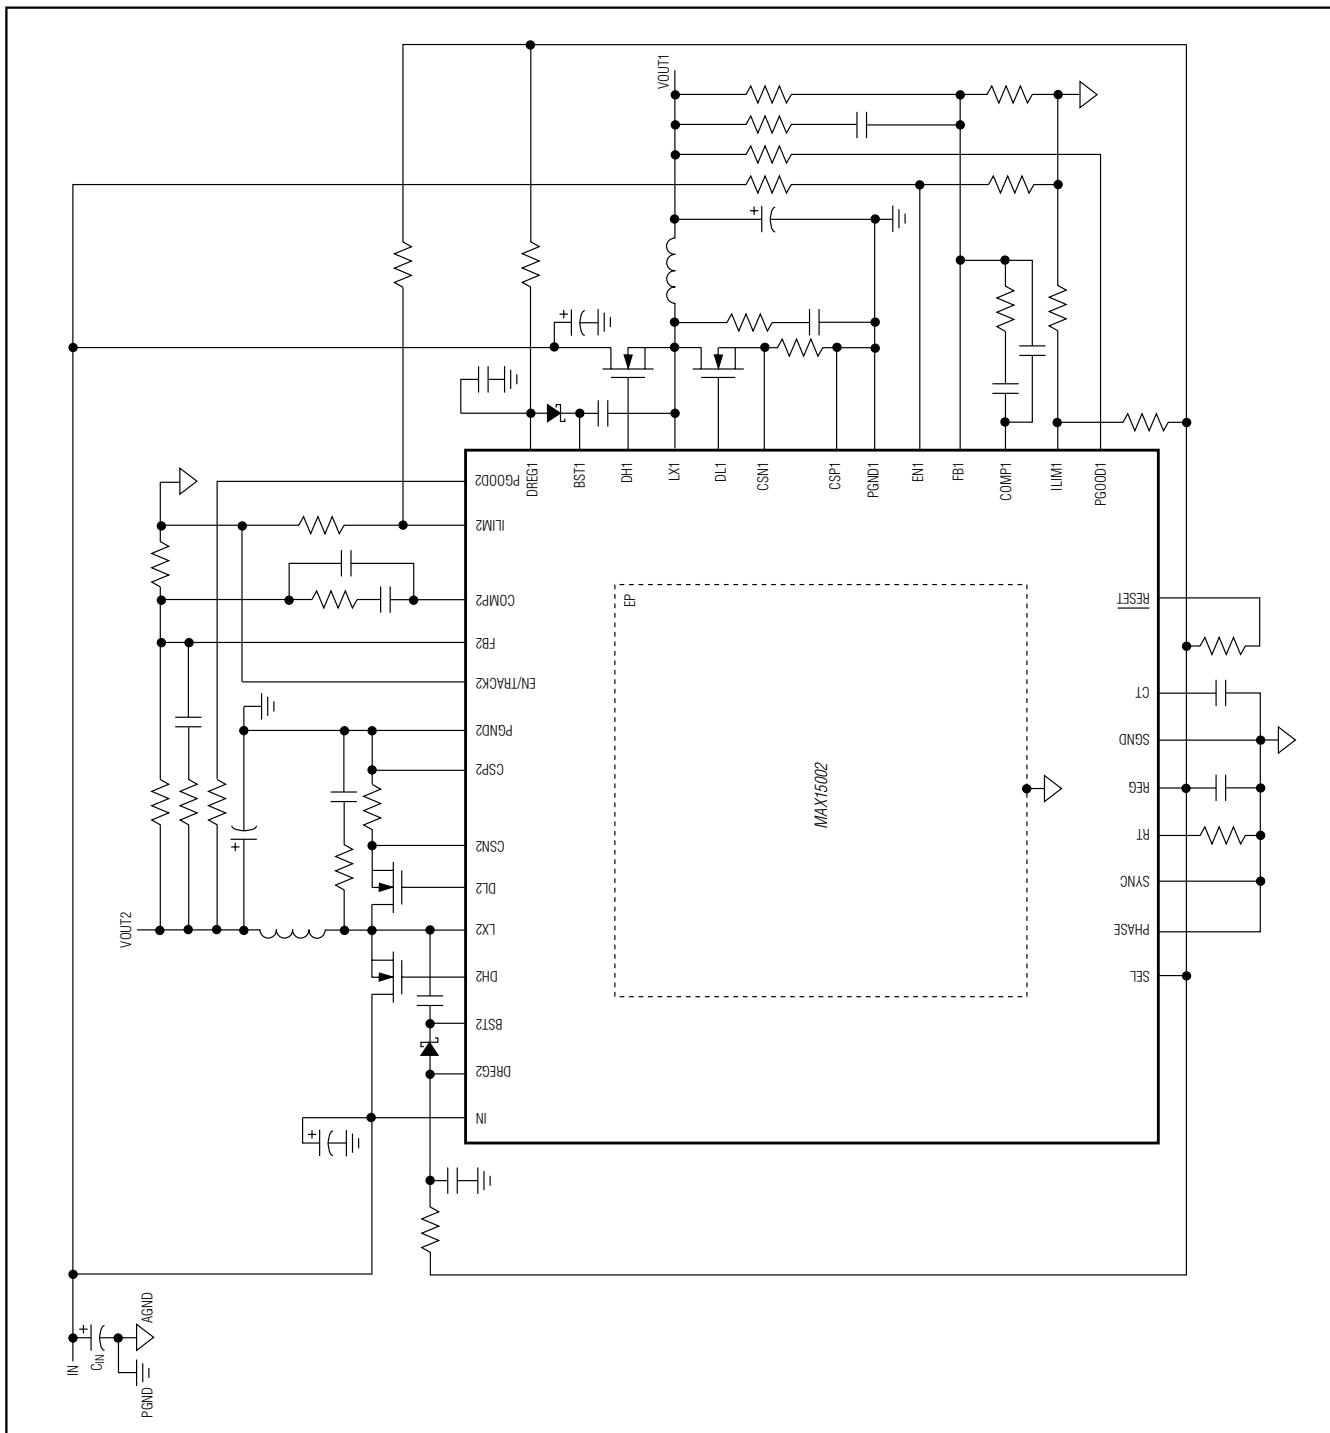 VOUT1
DREG1
BST1
DH1
LX1
DL1
CSN1
CSP1
PGND1
EN1
FB1
COMP1
ILIM1
PGOOD1
PGOOD2
ILIM2
COMP2
FB2
EN/TRACK2
PGND2
CSP2
CSN2
DL2
LX2
DH2
BST2
DREG2
IN
EP
MAX15002
RESET
CT
SGND
REG
RT
SYNC
PHASE
SEL
VOUT2
IN
+
CIN
AGND
PGND
+
+
+
+